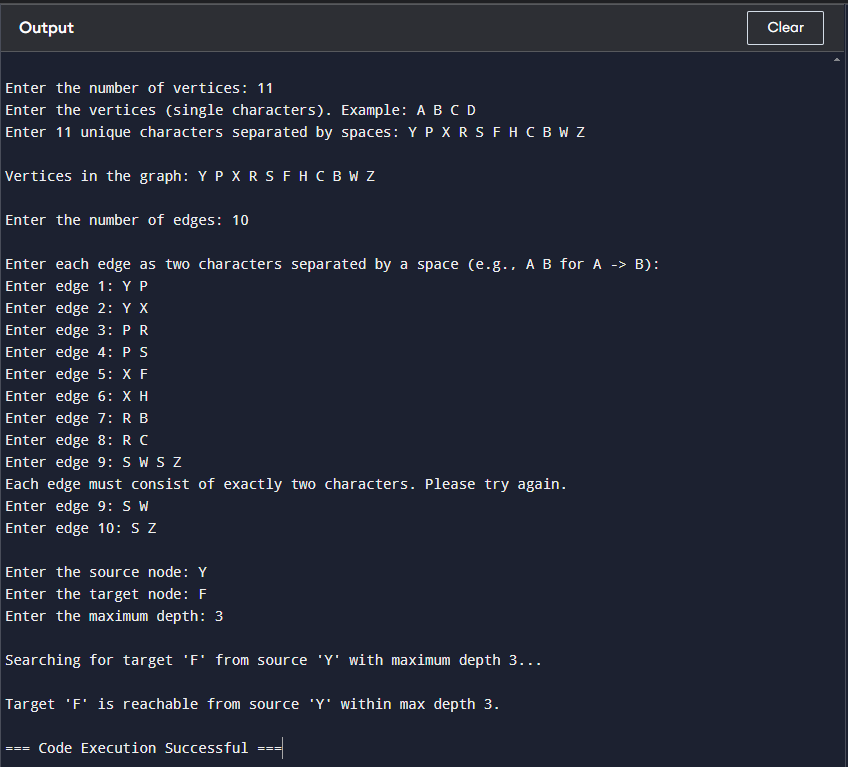 Output
Clear
Enter the number of vertices: 11
Enter the vertices (single characters). Example: A B C D
Enter 11 unique characters separated by spaces: Y P X R S F H C B W Z
Vertices in the graph: Y P X R S F H C B W Z
Enter the number of edges: 10
Enter each edge as two characters separated by a space (e.g., A B for A -> B):
Enter edge 1: Y P
Enter edge 2: Y X
Enter edge 3: P R
Enter edge 4: P S
Enter edge 5: X F
Enter edge 6: X H
Enter edge 7: R B
Enter edge 8: R C
Enter edge 9: S W S Z
Each edge must consist of exactly two characters. Please try again.
Enter edge 9: S W
Enter edge 10: S Z
Enter the source node: Y
Enter the target node: F
Enter the maximum depth: 3
Searching for target 'F' from source 'Y' with maximum depth 3...
Target 'F' is reachable from source 'Y' within max depth 3.
=== Code Execution Successful ===